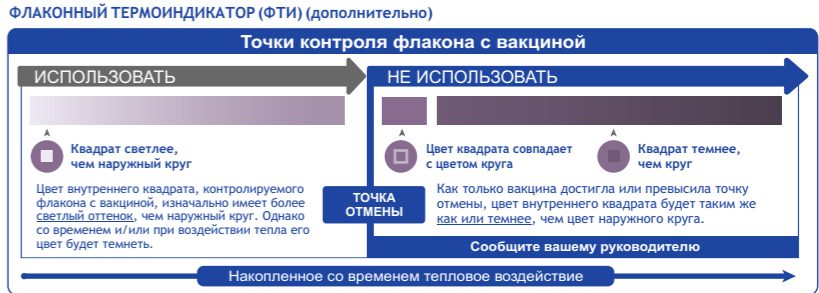 ФЛАКОННЫЙ ТЕРМОИНДИКАТОР (ФТИ) (дополнительно)
Точки контроля флакона с вакциной
ИСПОЛЬЗОВАТЬ
НЕ ИСПОЛЬЗОВАТЬ
Квадрат светлее,
чем наружный круг
Цвет квадрата совпадает
с цветом круга
Квадрат темнее,
чем круг
Цвет внутреннего квадрата, контролируемого
флакона с вакциной, изначально имеет более
светлый оттенок, чем наружный круг. Однако
со временем и/или при воздействии тепла его
цвет будет темнеть.
ТОЧКА
ОТМЕНЫ
Как только вакцина достигла или превысила точку
отмены, цвет внутреннего квадрата будет таким же
как или темнее, чем цвет наружного круга.
Сообщите вашему руководителю
Накопленное со временем тепловое воздействие